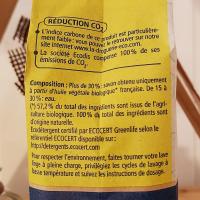 RÉDUCTION CO₂
• L'indice carbone de ce produit est particulière-
ment faible : vous pouvez le retrouver sur notre
site internet www.la-droguerie-eco.com.
• La société Ecodis compense 100 % de ses
émissions de CO₂.
Composition : Plus de 30% : savon obtenu uniquement
à partir d'huile végétale biologique* française. De 15 à
30% : eau.
(*) 57,2 % du total des ingrédients sont issus de l'agri-
culture biologique. 100 % du total des ingrédients sont
d'origine naturelle.
Ecodétergent certifié par ECOCERT Greenlife selon le
référentiel ECOCERT disponible sur :
http://detergents.ecocert.com
Pour respecter l'environnement, faites tourner votre lave
linge à pleine charge, privilégiez les cycles de lavage à
basse température et suivez les instructions de dosage.